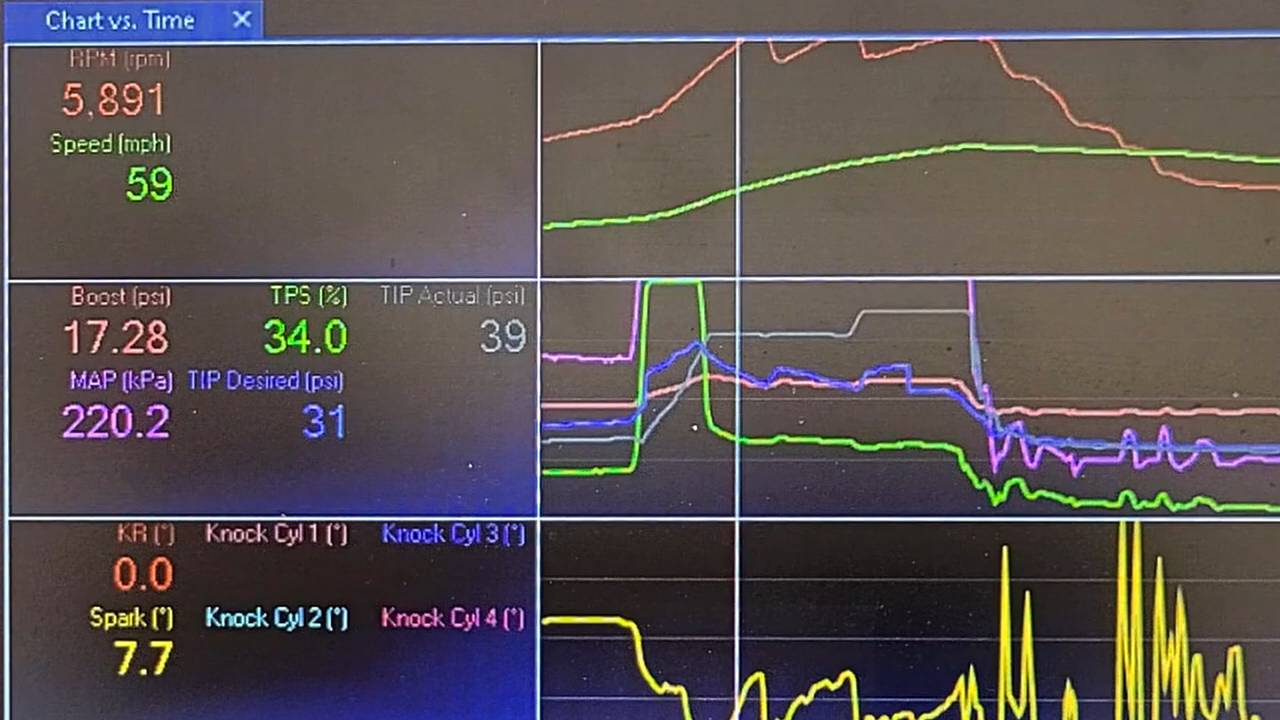 Chart vs. Time ×
RPM (rpm)
5,891
Speed (mph)
59
Boost (psi) TPS (%) TIP Actual (psi)
17.28 34.0 39
MAP (kPa) TIP Desired (psi)
220.2 31
KR (°) Knock Cyl 1 (°) Knock Cyl 3 (°)
0.0
Spark (°) Knock Cyl 2 (°) Knock Cyl 4 (°)
7.7